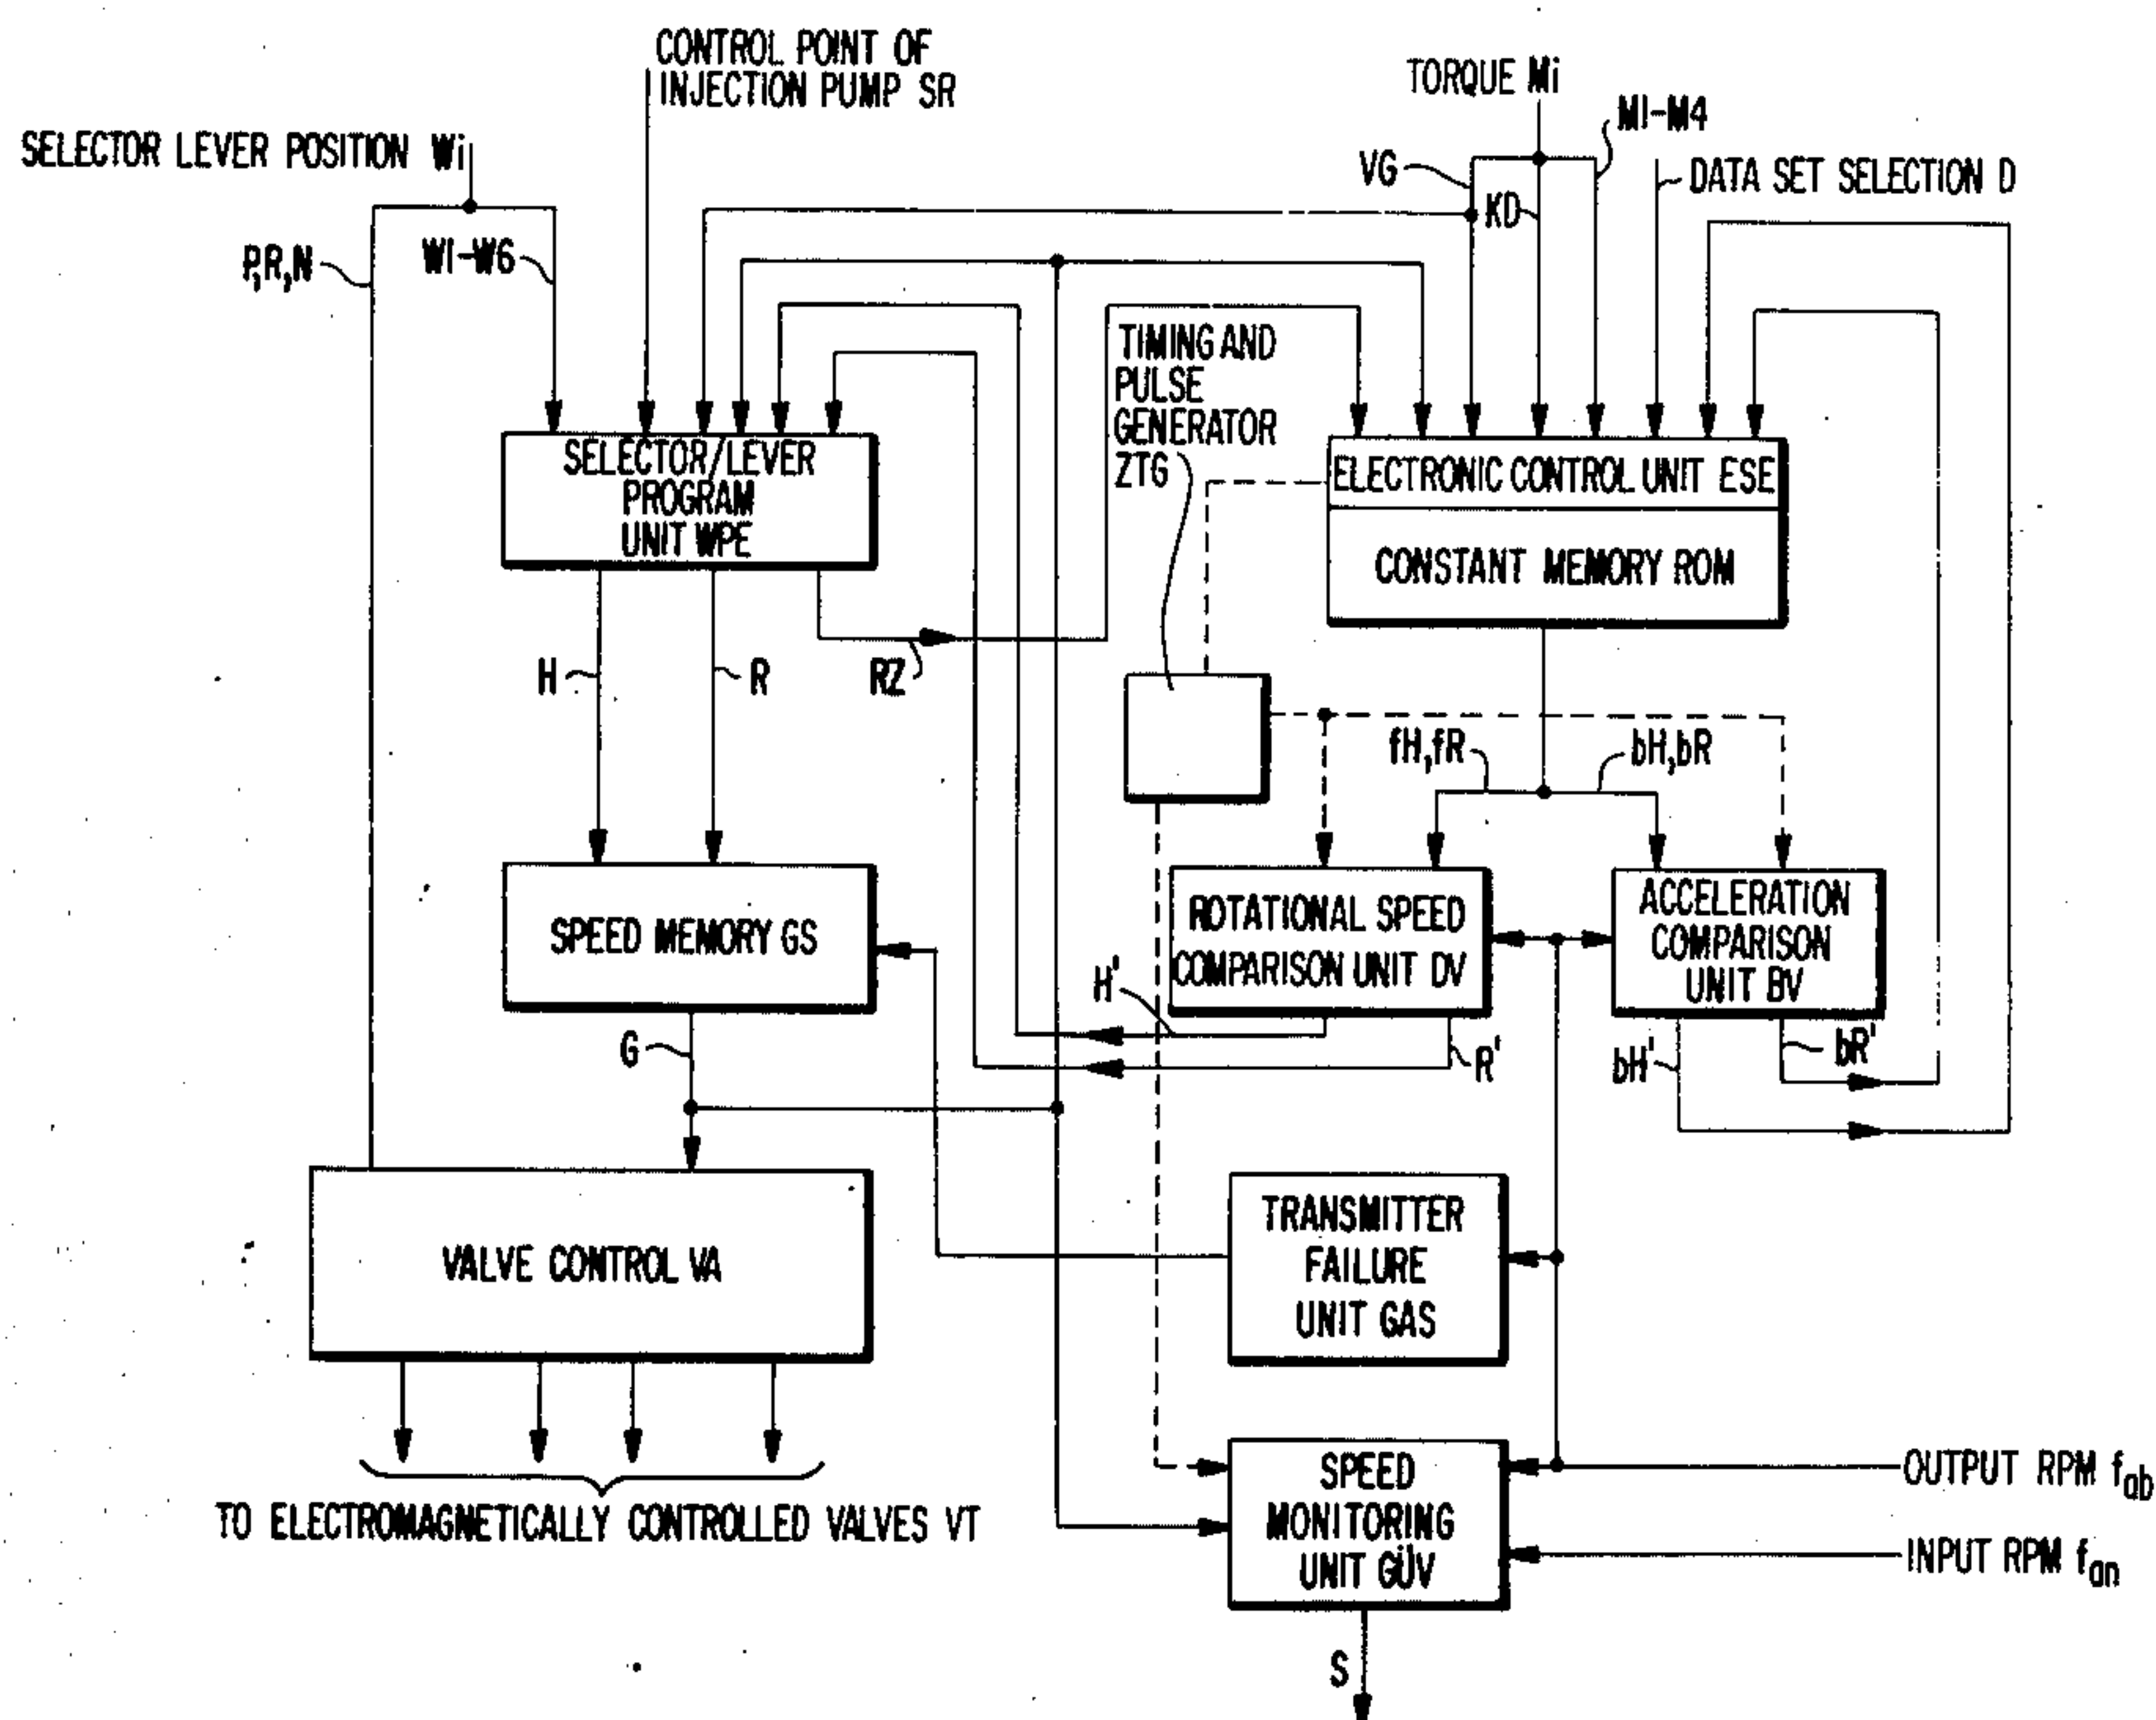 CONTROL POINT OF
INJECTION PUMP SR
TORQUE Mi
M1-M4
SELECTOR LEVER POSITION Wi
VG
DATA SET SELECTION D
KD
P,R,N
W1-W6
TIMING AND
PULSE
GENERATOR
ZTG
SELECTOR/LEVER
PROGRAM
UNIT WPE
ELECTRONIC CONTROL UNIT ESE
CONSTANT MEMORY ROM
H
R
RZ
fH,fR
bH,bR
SPEED MEMORY GS
ROTATIONAL SPEED
COMPARISON UNIT DV
ACCELERATION
COMPARISON
UNIT BV
H'
G
R'
bH'
bR'
VALVE CONTROL VA
TRANSMITTER
FAILURE
UNIT GAS
TO ELECTROMAGNETICALLY CONTROLLED VALVES VT
SPEED
MONITORING
UNIT GÜV
OUTPUT RPM fab
INPUT RPM fan
S